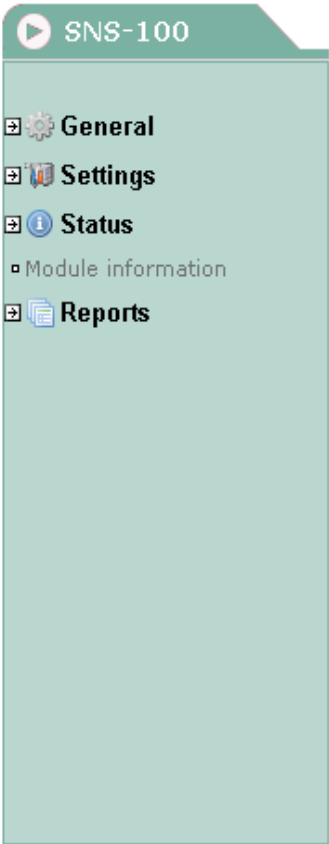 SNS-100
General
Settings
Status
Module information
Reports